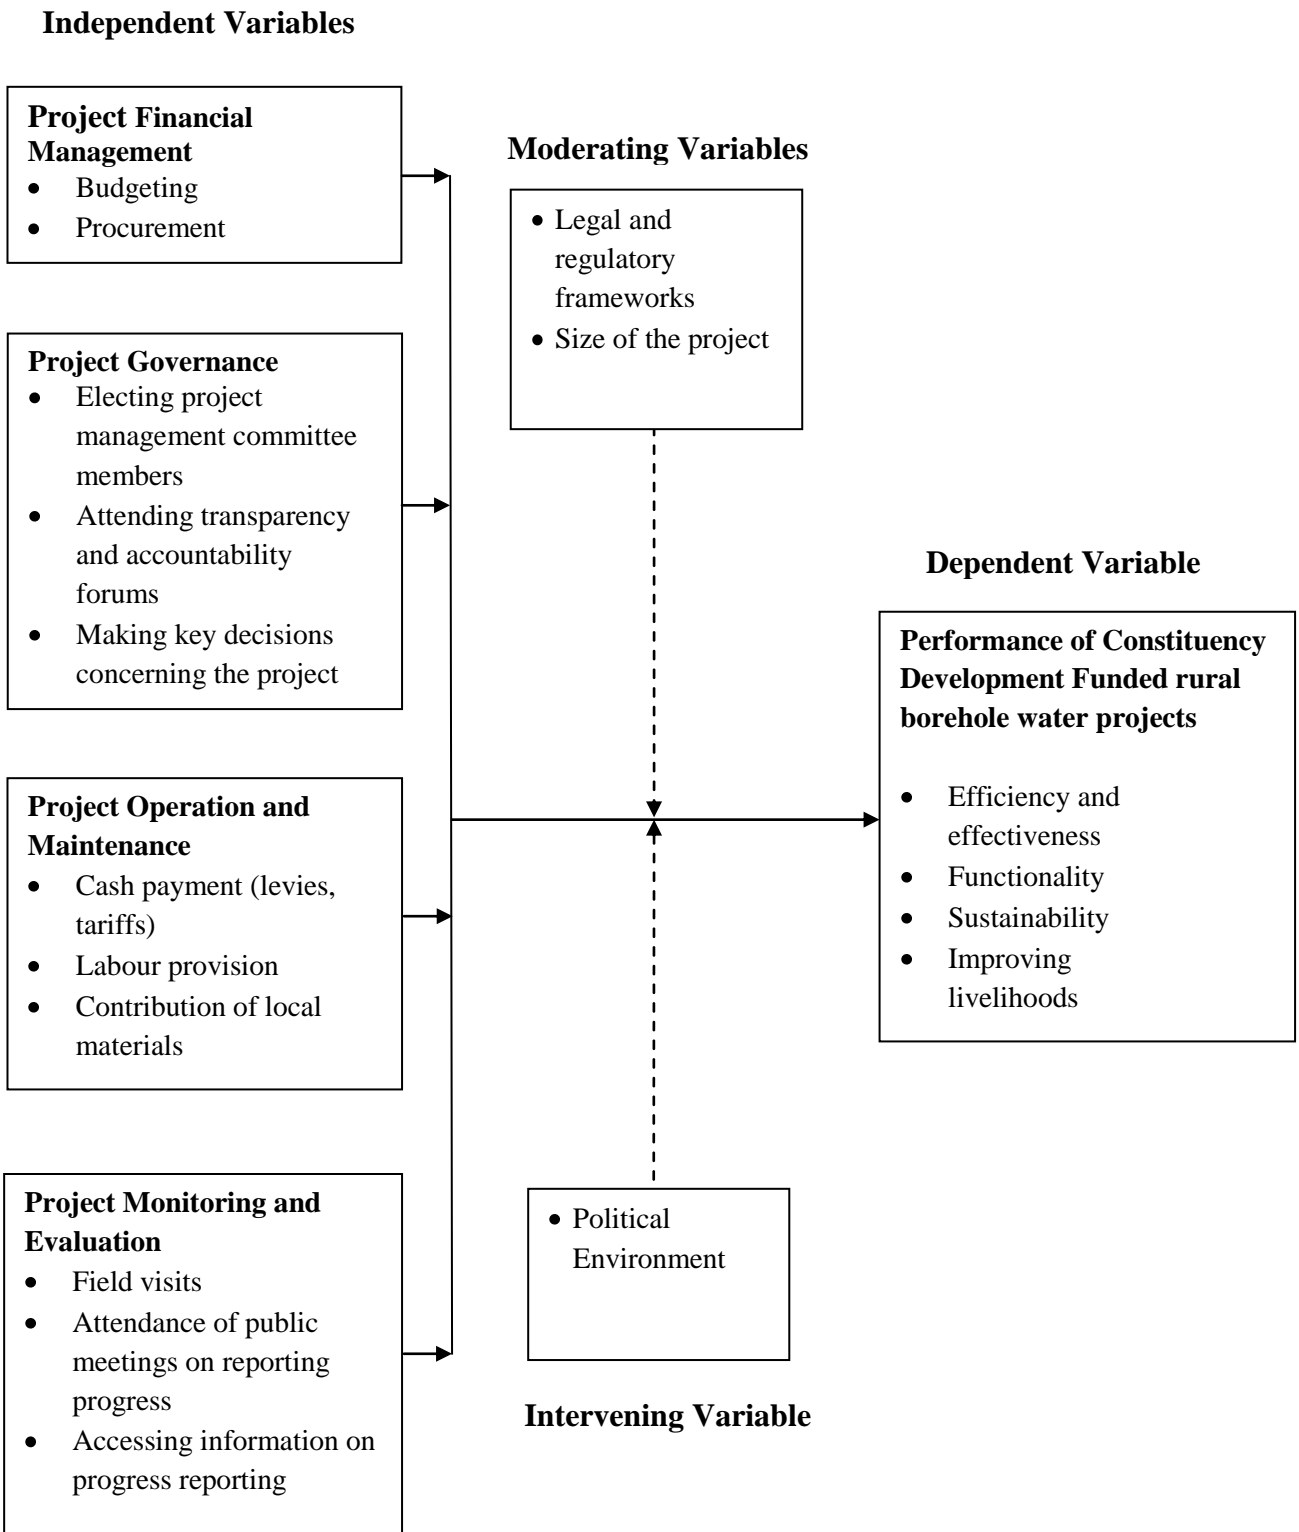 Independent Variables
Project Financial
Management
• Budgeting
• Procurement
Project Governance
• Electing project
management committee
members
• Attending transparency
and accountability
forums
• Making key decisions
concerning the project
Project Operation and
Maintenance
• Cash payment (levies,
tariffs)
• Labour provision
• Contribution of local
materials
Project Monitoring and
Evaluation
• Field visits
• Attendance of public
meetings on reporting
progress
• Accessing information on
progress reporting
Moderating Variables
• Legal and
regulatory
frameworks
• Size of the project
• Political
Environment
Intervening Variable
Dependent Variable
Performance of Constituency
Development Funded rural
borehole water projects
• Efficiency and
effectiveness
• Functionality
• Sustainability
• Improving
livelihoods